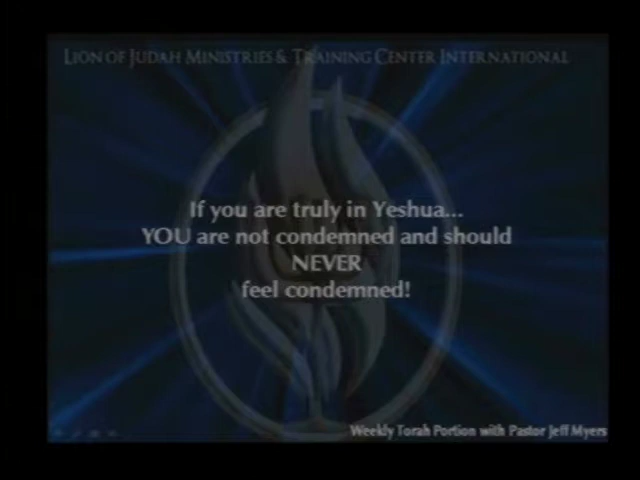 Lion of Judah Ministries & Training Center International
If you are truly in Yeshua...
YOU are not condemned and should
NEVER
feel condemned!
Weekly Torah Portion with Pastor Jeff Myers